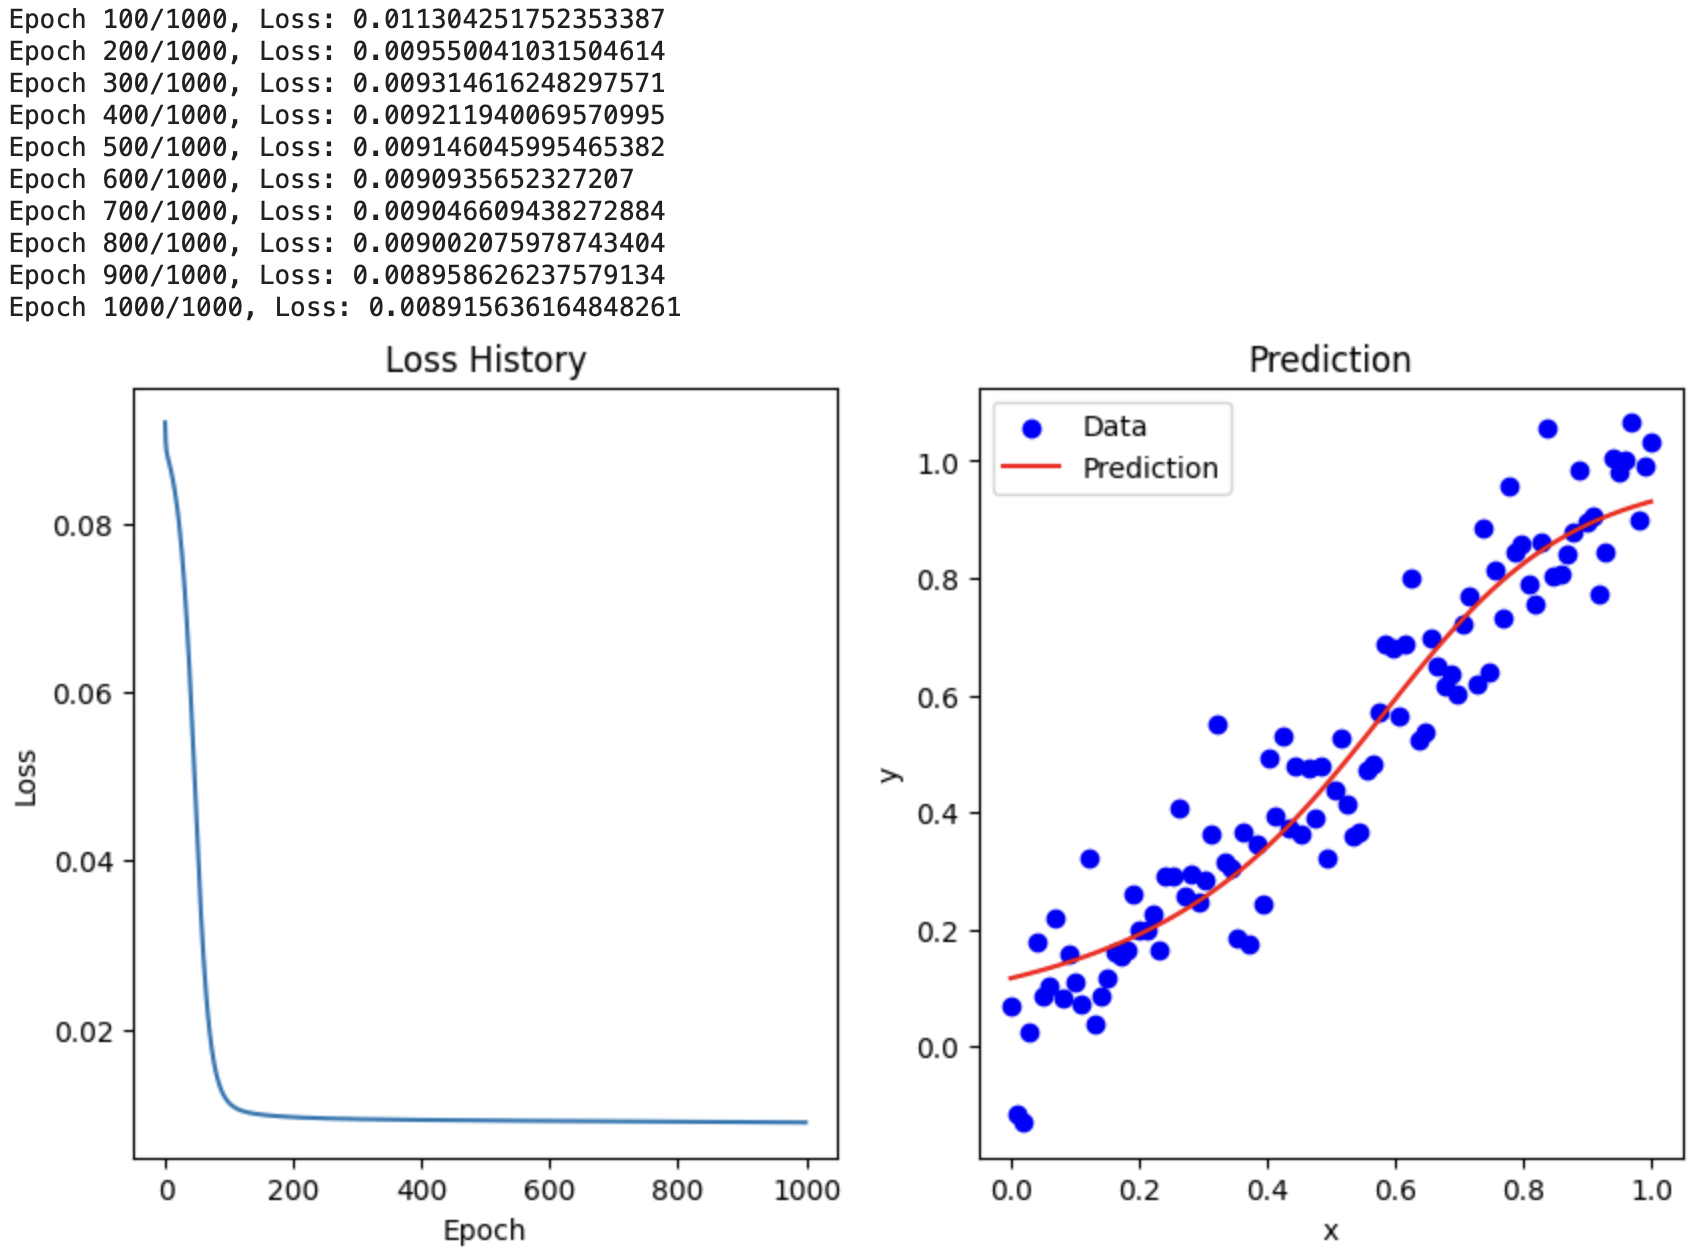 Epoch 100/1000, Loss: 0.011304251752353387
Epoch 200/1000, Loss: 0.009550041031504614
Epoch 300/1000, Loss: 0.009314616248297571
Epoch 400/1000, Loss: 0.009211940069570995
Epoch 500/1000, Loss: 0.009146045995465382
Epoch 600/1000, Loss: 0.0090935652327207
Epoch 700/1000, Loss: 0.009046609438272884
Epoch 800/1000, Loss: 0.009002075978743404
Epoch 900/1000, Loss: 0.008958626237579134
Epoch 1000/1000, Loss: 0.008915636164848261
Loss History
0.08
0.06
0.04
0.02
Loss
0 200 400 600 800 1000
Epoch
Prediction
Data
Prediction
1.0
0.8
0.6
0.4
0.2
0.0
y
0.0 0.2 0.4 0.6 0.8 1.0
x